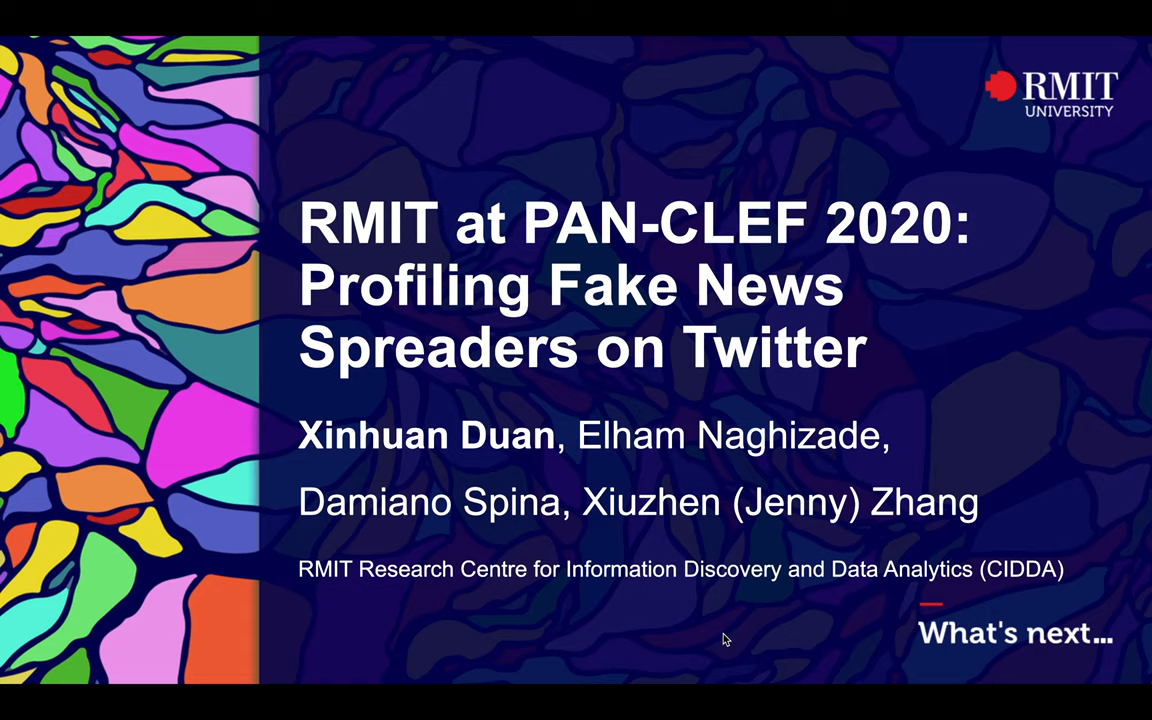 RMIT
UNIVERSITY
RMIT at PAN-CLEF 2020:
Profiling Fake News
Spreaders on Twitter
Xinhuan Duan, Elham Naghizade,
Damiano Spina, Xiuzhen (Jenny) Zhang
RMIT Research Centre for Information Discovery and Data Analytics (CIDDA)
What's next...